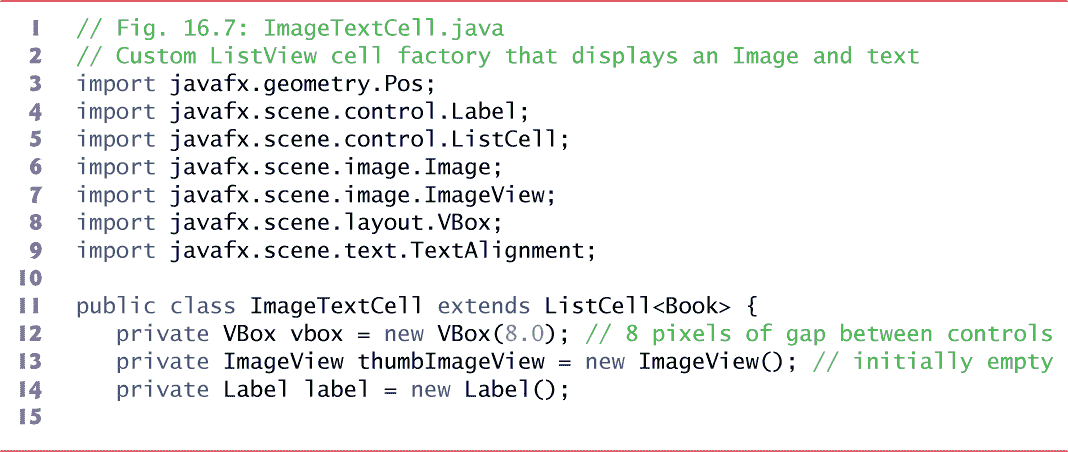 1 // Fig. 16.7: ImageTextCell.java
2 // Custom ListView cell factory that displays an Image and text
3 import javafx.geometry.Pos;
4 import javafx.scene.control.Label;
5 import javafx.scene.control.ListCell;
6 import javafx.scene.image.Image;
7 import javafx.scene.image.ImageView;
8 import javafx.scene.layout.VBox;
9 import javafx.scene.text.TextAlignment;
10
11 public class ImageTextCell extends ListCell<Book> {
12    private VBox vbox = new VBox(8.0); // 8 pixels of gap between controls
13    private ImageView thumbImageView = new ImageView(); // initially empty
14    private Label label = new Label();
15